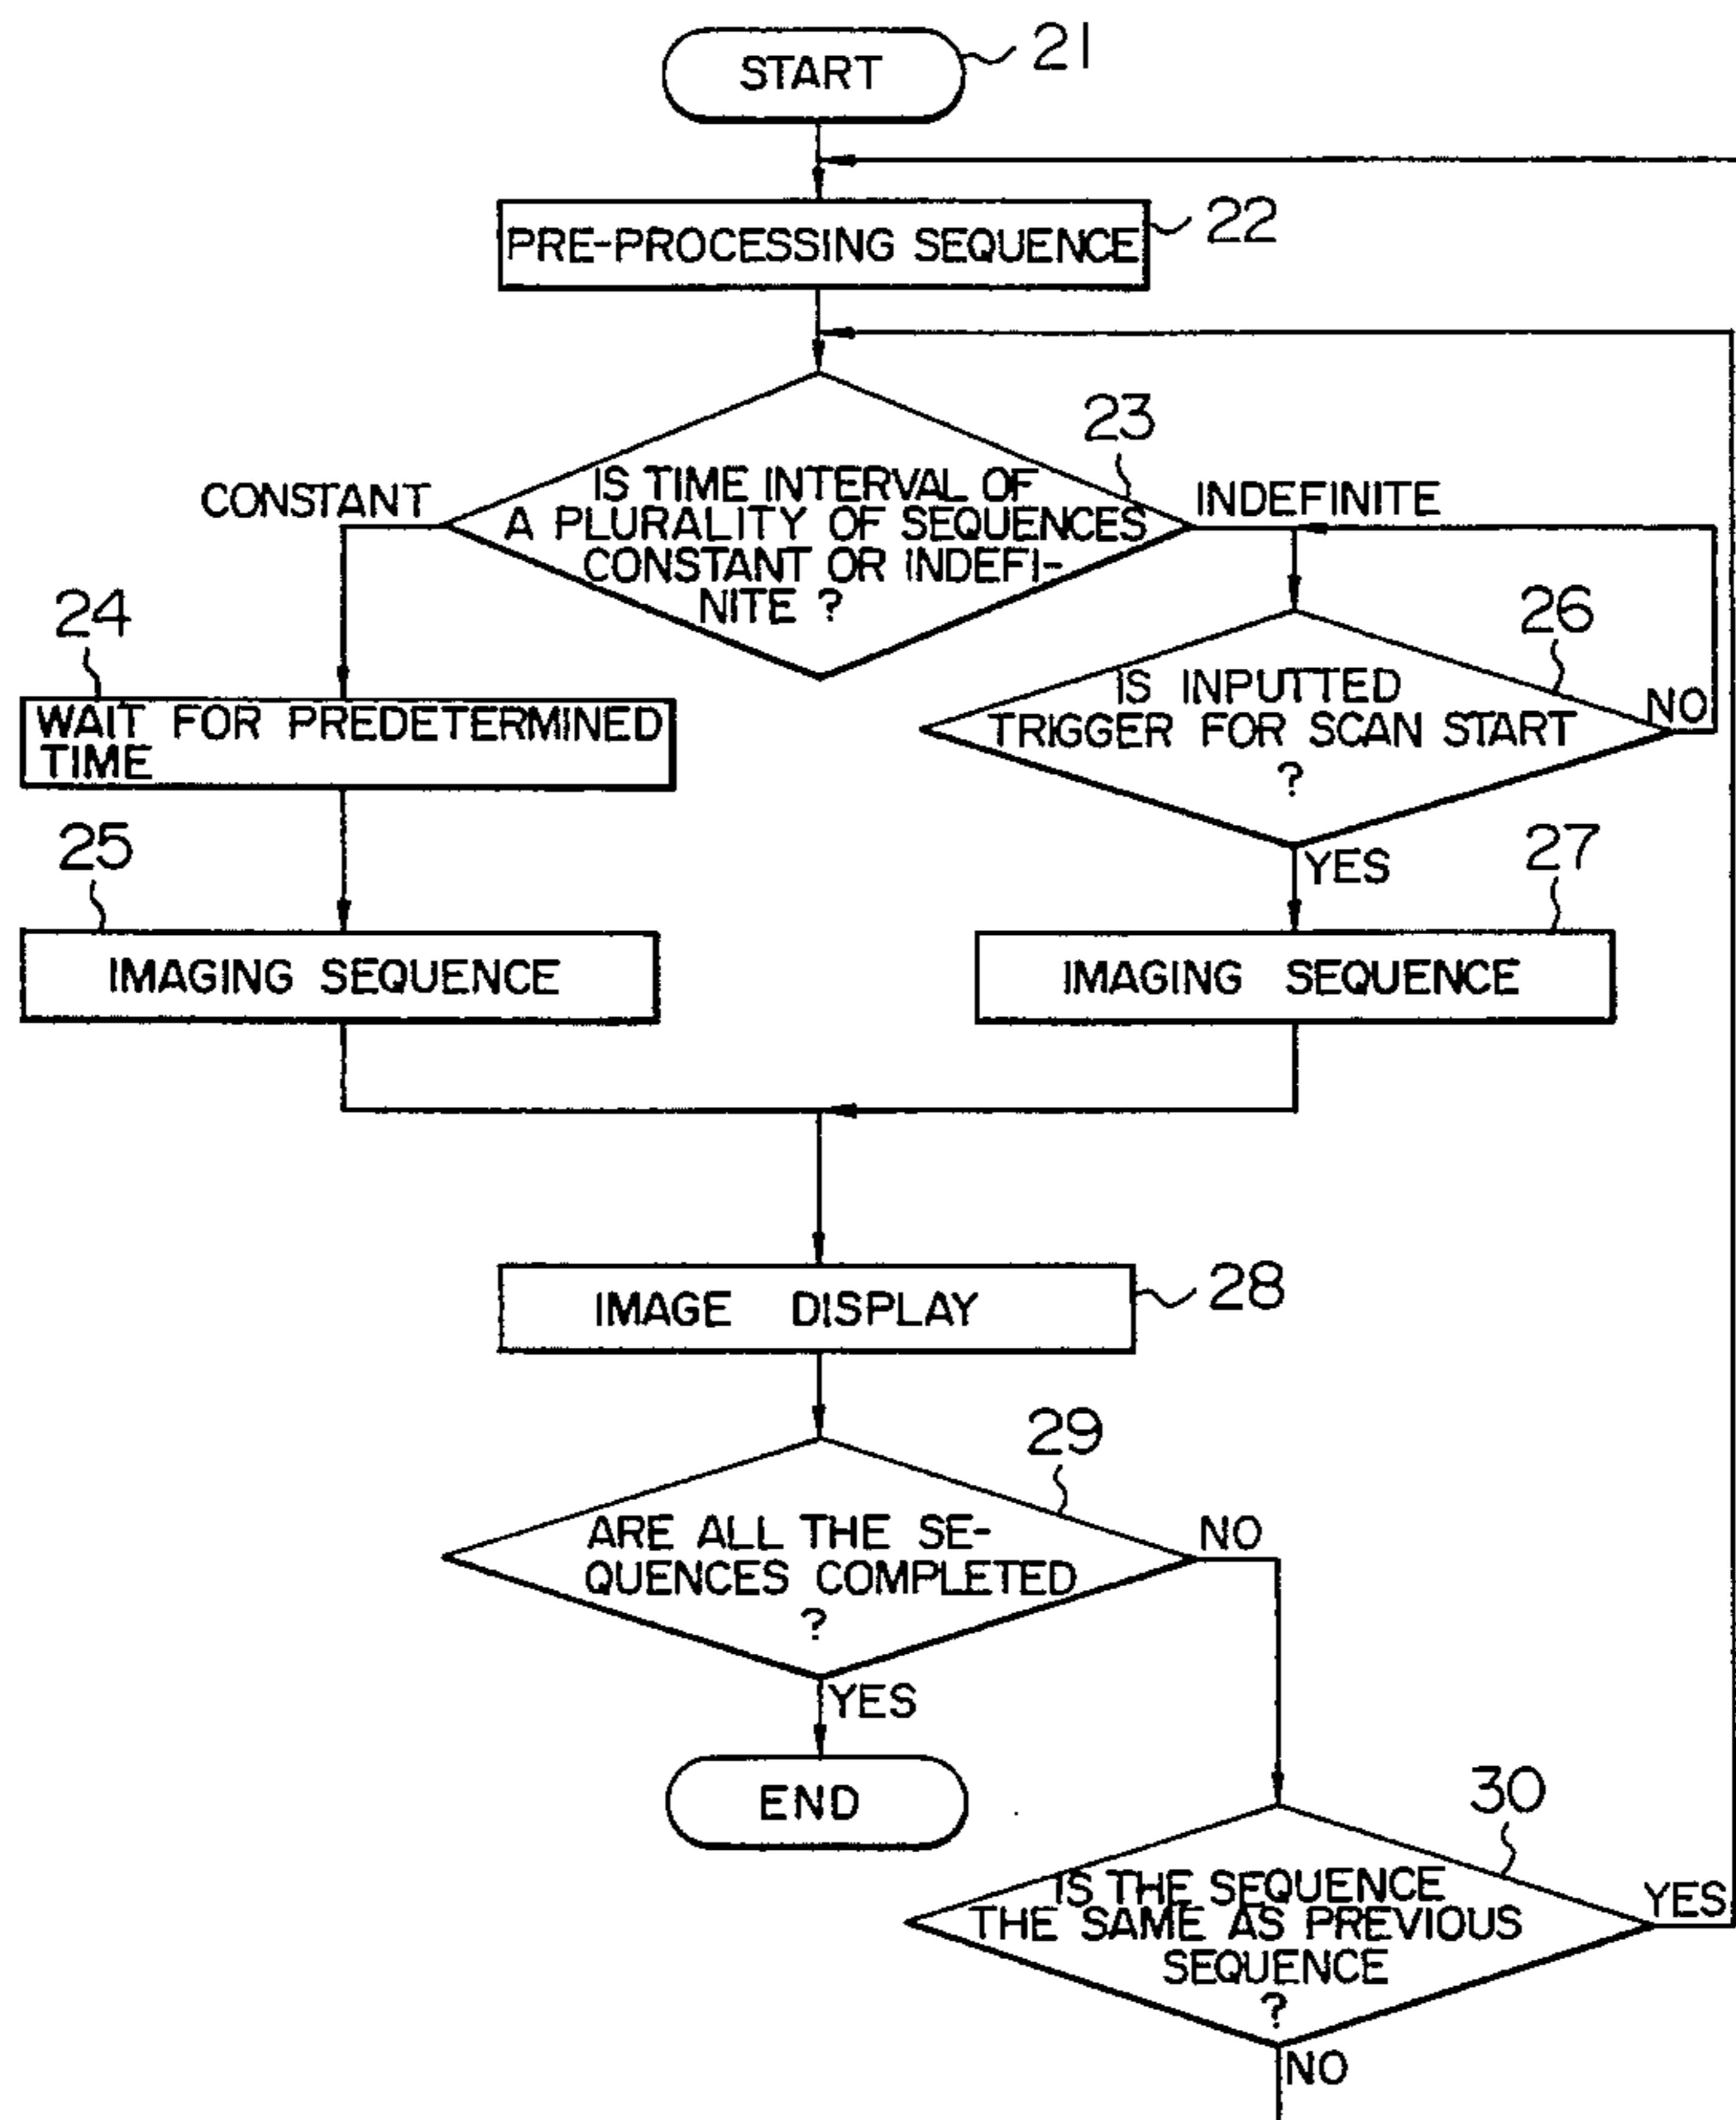 START
21
PRE-PROCESSING SEQUENCE
22
23
IS TIME INTERVAL OF
A PLURALITY OF SEQUENCES
CONSTANT OR INDEFI-
NITE ?
CONSTANT
INDEFINITE
24
WAIT FOR PREDETERMINED
TIME
26
IS INPUTTED
TRIGGER FOR SCAN START
?
NO
YES
25
IMAGING SEQUENCE
27
IMAGING SEQUENCE
IMAGE DISPLAY
28
29
ARE ALL THE SE-
QUENCES COMPLETED
?
NO
YES
END
30
IS THE SEQUENCE
THE SAME AS PREVIOUS
SEQUENCE
?
YES
NO